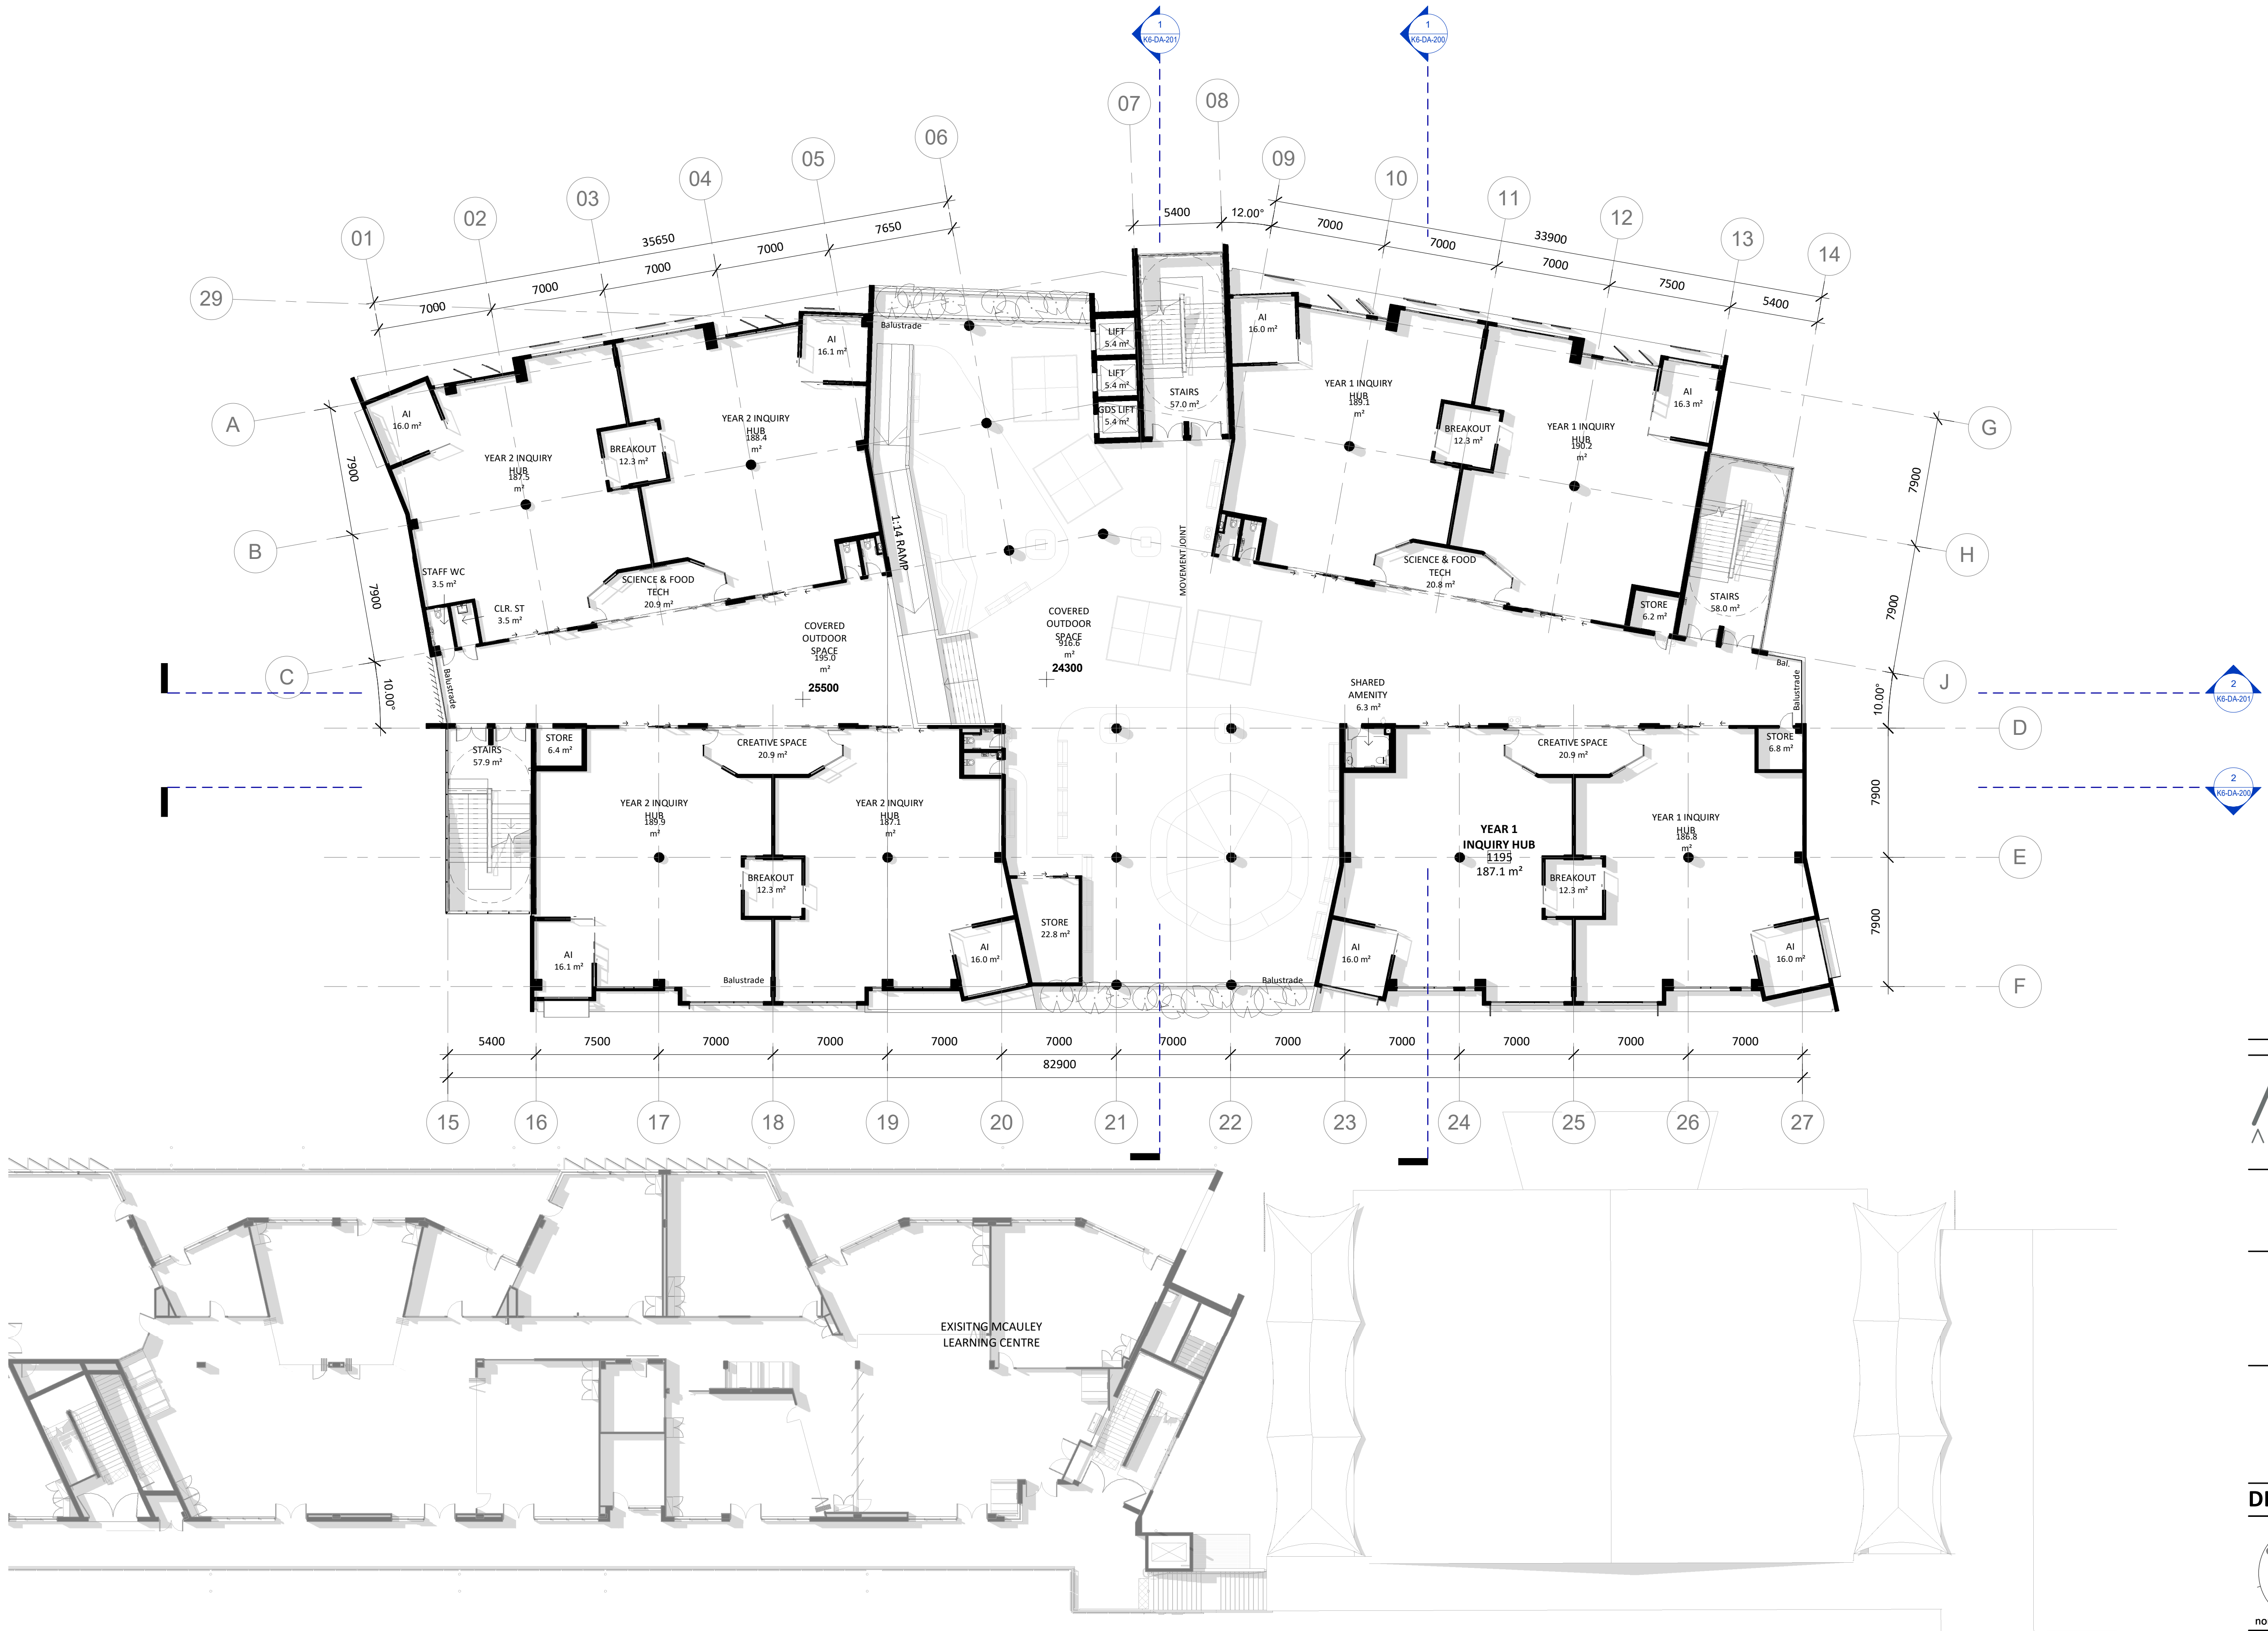 1
K6-DA-201
1
K6-DA-200
07
08
06
05
04
03
02
01
29
09
10
11
12
13
14
35650
7000
7000
7000
7000
7650
5400
12.00°
33900
7000
7000
7000
7500
5400
A
B
C
7900
7900
10.00°
G
H
J
D
E
F
7900
7900
10.00°
7900
7900
AI
16.0 m²
YEAR 2 INQUIRY
HUB
187.5
m²
BREAKOUT
12.3 m²
YEAR 2 INQUIRY
HUB
188.4
m²
AI
16.1 m²
Balustrade
STAFF WC
3.5 m²
CLR. ST
3.5 m²
SCIENCE & FOOD
TECH
20.9 m²
1:14 RAMP
Balustrade
COVERED
OUTDOOR
SPACE
195.0
m²
25500
LIFT
5.4 m²
LIFT
5.4 m²
GDS LIFT
5.4 m²
STAIRS
57.0 m²
MOVEMENT JOINT
COVERED
OUTDOOR
SPACE
916.6
m²
24300
AI
16.0 m²
YEAR 1 INQUIRY
HUB
189.1
m²
BREAKOUT
12.3 m²
YEAR 1 INQUIRY
HUB
190.2
m²
AI
16.3 m²
SCIENCE & FOOD
TECH
20.8 m²
STORE
6.2 m²
STAIRS
58.0 m²
Bal.
Balustrade
2
K6-DA-201
2
K6-DA-200
STAIRS
57.9 m²
STORE
6.4 m²
CREATIVE SPACE
20.9 m²
YEAR 2 INQUIRY
HUB
189.9
m²
YEAR 2 INQUIRY
HUB
187.1
m²
BREAKOUT
12.3 m²
AI
16.1 m²
AI
16.0 m²
Balustrade
STORE
22.8 m²
Balustrade
SHARED
AMENITY
6.3 m²
CREATIVE SPACE
20.9 m²
STORE
6.8 m²
YEAR 1
INQUIRY HUB
1195
187.1 m²
YEAR 1 INQUIRY
HUB
186.8
m²
BREAKOUT
12.3 m²
AI
16.0 m²
AI
16.0 m²
5400
7500
7000
7000
7000
7000
7000
7000
7000
7000
7000
7000
82900
15
16
17
18
19
20
21
22
23
24
25
26
27
EXISITNG MCAULEY
LEARNING CENTRE